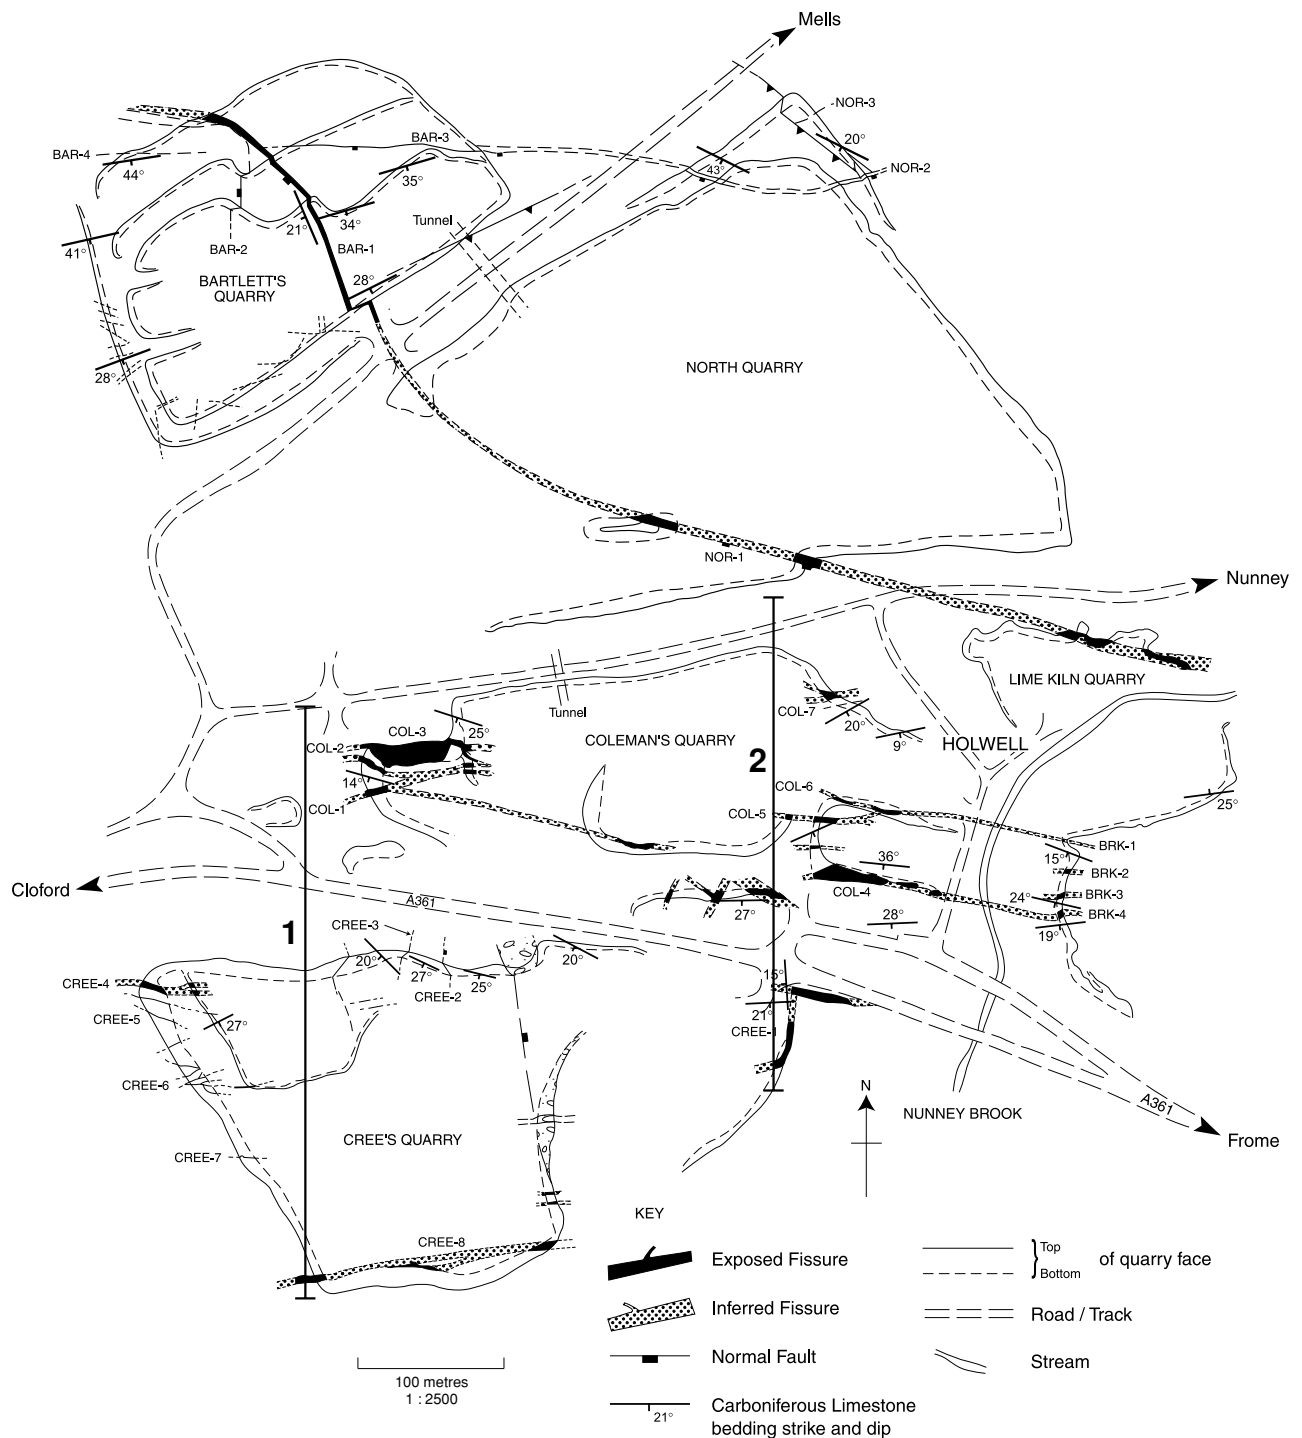 Mells
NOR-3
BAR-3
20°
BAR-4
44°
35°
43°
NOR-2
21°
34°
Tunnel
BAR-2
BAR-1
41°
BARTLETT'S
QUARRY
28°
28°
NORTH QUARRY
NOR-1
Nunney
LIME KILN QUARRY
COL-7
20°
9°
Tunnel
COL-3
25°
COL-2
COLEMAN'S QUARRY
2
HOLWELL
14°
COL-6
COL-1
COL-5
25°
BRK-1
15°
BRK-2
36°
COL-4
24°
BRK-3
BRK-4
19°
Cloford
A361
27°
28°
1
CREE-3
20°
27°
CREE-2
25°
20°
CREE-4
CREE-5
27°
15°
21°
CREE-1
CREE-6
N
NUNNEY BROOK
A361
CREE'S QUARRY
Frome
CREE-7
CREE-8
KEY
Exposed Fissure
Top
Bottom
of quarry face
Inferred Fissure
Road / Track
Normal Fault
Stream
100 metres
1 : 2500
21°
Carboniferous Limestone
bedding strike and dip